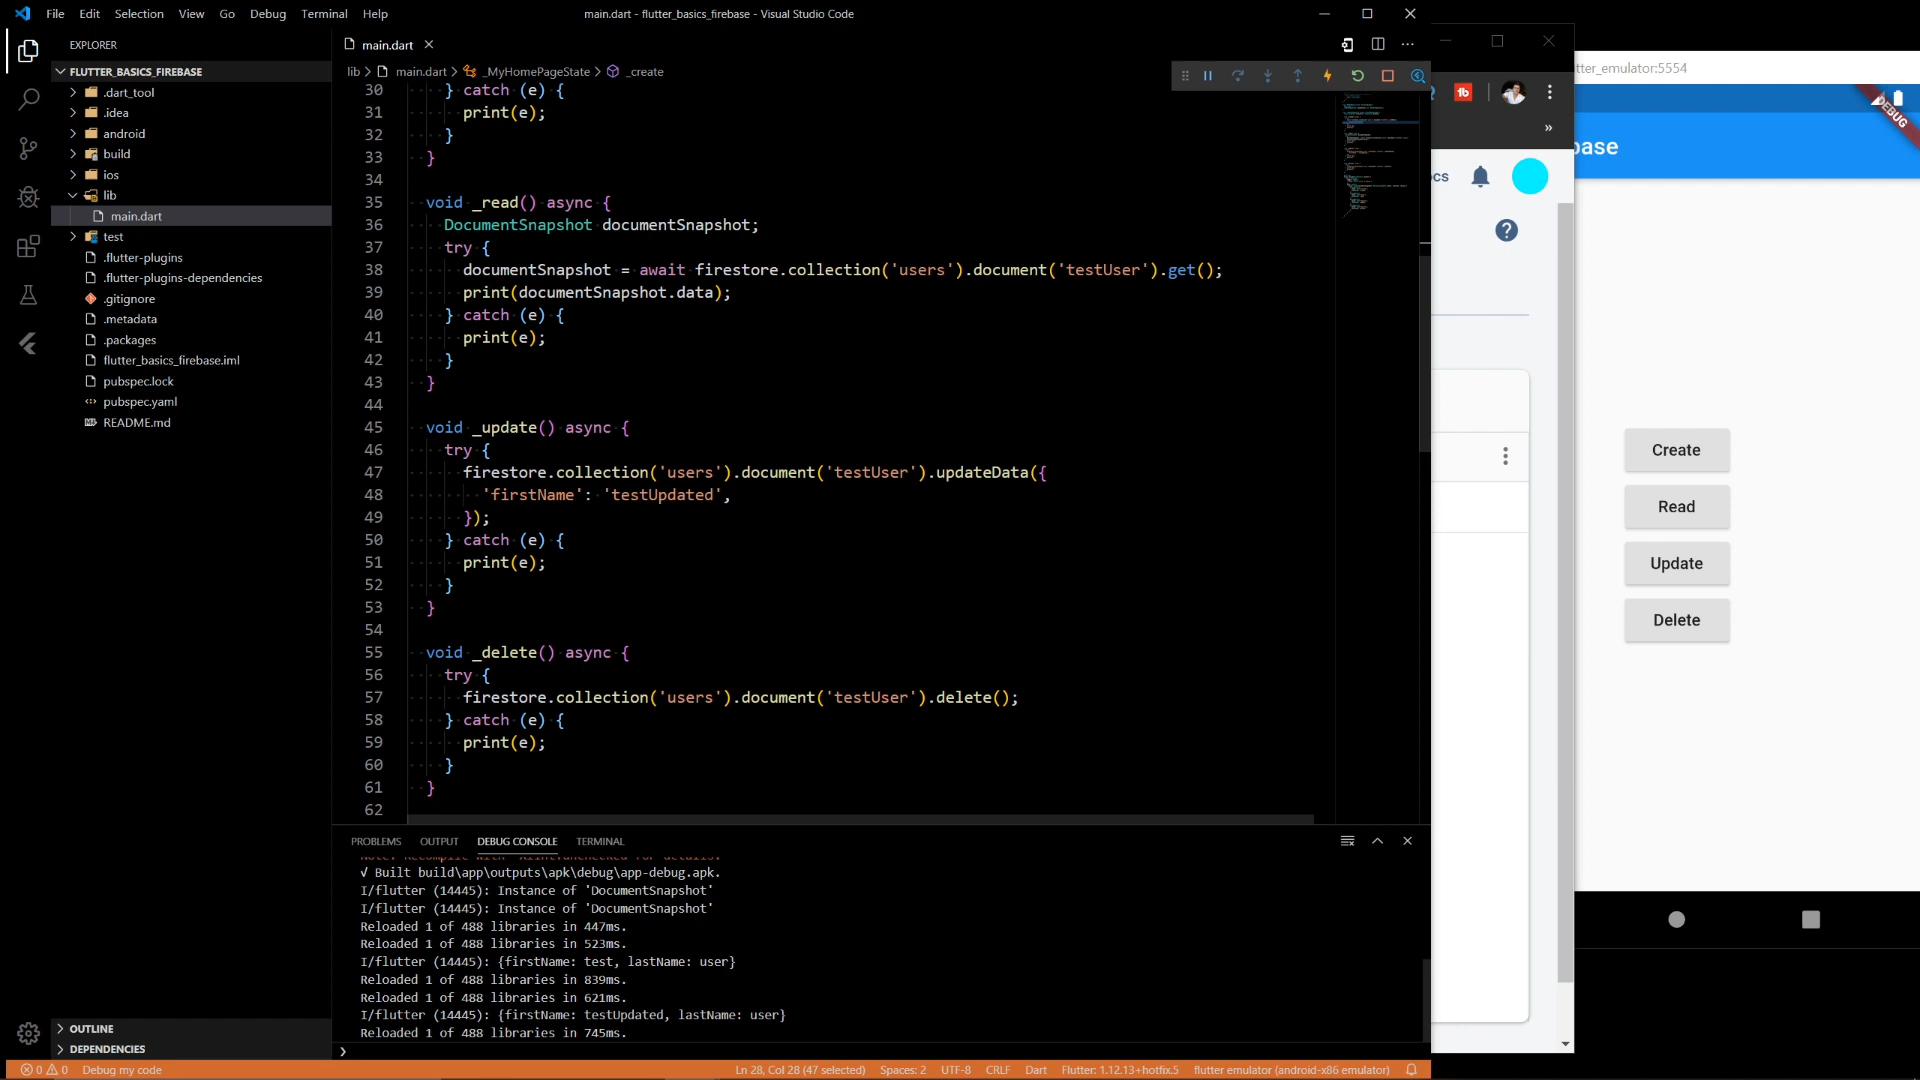 File Edit Selection View Go Debug Terminal Help
main.dart - flutter_basics_firebase - Visual Studio Code
EXPLORER
FLUTTER_BASICS_FIREBASE
.dart_tool
.idea
android
build
ios
lib
main.dart
test
.flutter-plugins
.flutter-plugins-dependencies
.gitignore
.metadata
.packages
flutter_basics_firebase.iml
pubspec.lock
pubspec.yaml
README.md
OUTLINE
DEPENDENCIES
main.dart
lib > main.dart > _MyHomePageState > _create
30 } catch (e) {
31 print(e);
32 }
33 }
34
35 void _read() async {
36 DocumentSnapshot documentSnapshot;
37 try {
38 documentSnapshot = await firestore.collection('users').document('testUser').get();
39 print(documentSnapshot.data);
40 } catch (e) {
41 print(e);
42 }
43 }
44
45 void _update() async {
46 try {
47 firestore.collection('users').document('testUser').updateData({
48 'firstName': 'testUpdated',
49 });
50 } catch (e) {
51 print(e);
52 }
53 }
54
55 void _delete() async {
56 try {
57 firestore.collection('users').document('testUser').delete();
58 } catch (e) {
59 print(e);
60 }
61 }
62
PROBLEMS OUTPUT DEBUG CONSOLE TERMINAL
√ Built build\app\outputs\apk\debug\app-debug.apk.
I/flutter (14445): Instance of 'DocumentSnapshot'
I/flutter (14445): Instance of 'DocumentSnapshot'
Reloaded 1 of 488 libraries in 447ms.
Reloaded 1 of 488 libraries in 523ms.
I/flutter (14445): {firstName: test, lastName: user}
Reloaded 1 of 488 libraries in 839ms.
Reloaded 1 of 488 libraries in 621ms.
I/flutter (14445): {firstName: testUpdated, lastName: user}
Reloaded 1 of 488 libraries in 745ms.
0 0 Debug my code
Ln 28, Col 28 (47 selected) Spaces: 2 UTF-8 CRLF Dart Flutter: 1.12.13+hotfix.5 flutter emulator (android-x86 emulator)
tter_emulator:5554
DEBUG
base
cs
Create
Read
Update
Delete